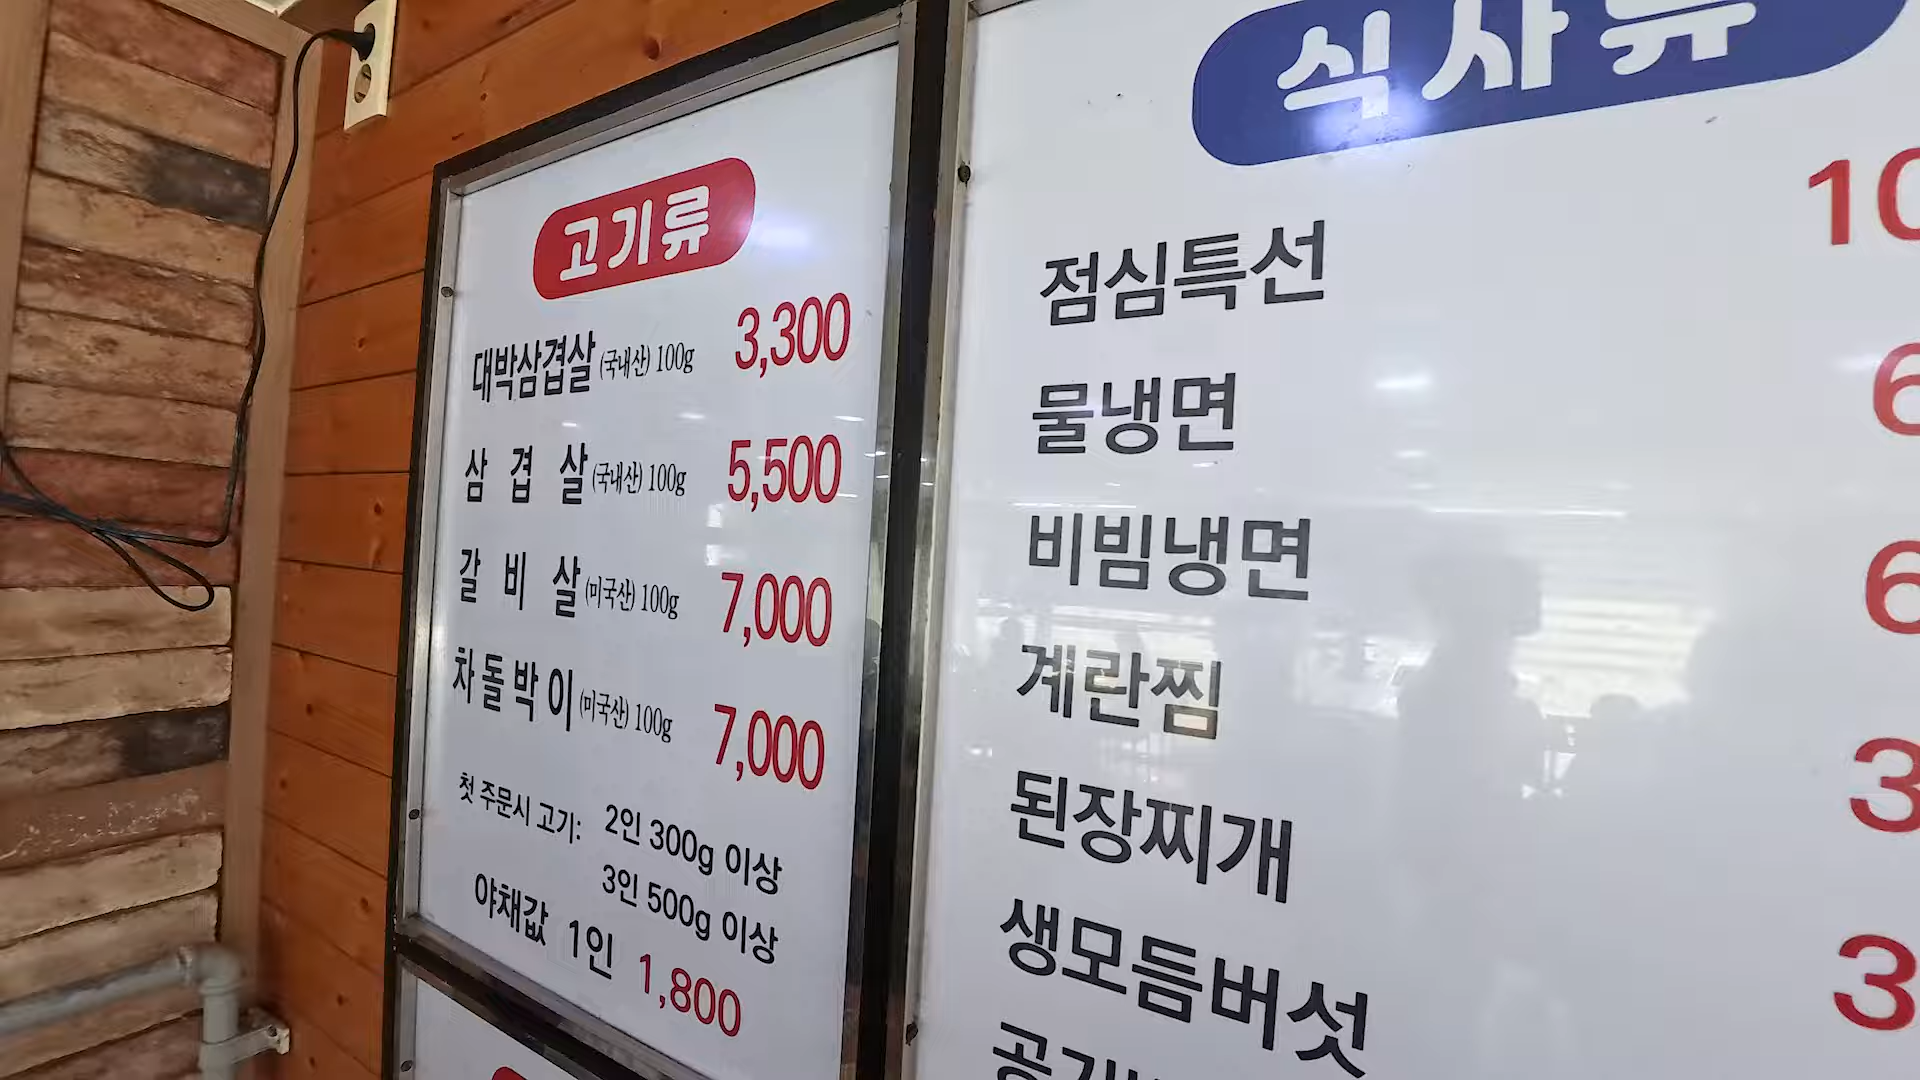 고기류
대박삼겹살 (국내산) 100g 3,300
삼겹살 (국내산) 100g 5,500
갈비살 (미국산) 100g 7,000
차돌박이 (미국산) 100g 7,000
첫 주문시 고기: 2인 300g 이상
3인 500g 이상
야채값 1인 1,800
식사류
점심특선 10
물냉면 6
비빔냉면 6
계란찜 3
된장찌개 3
생모듬버섯
공기